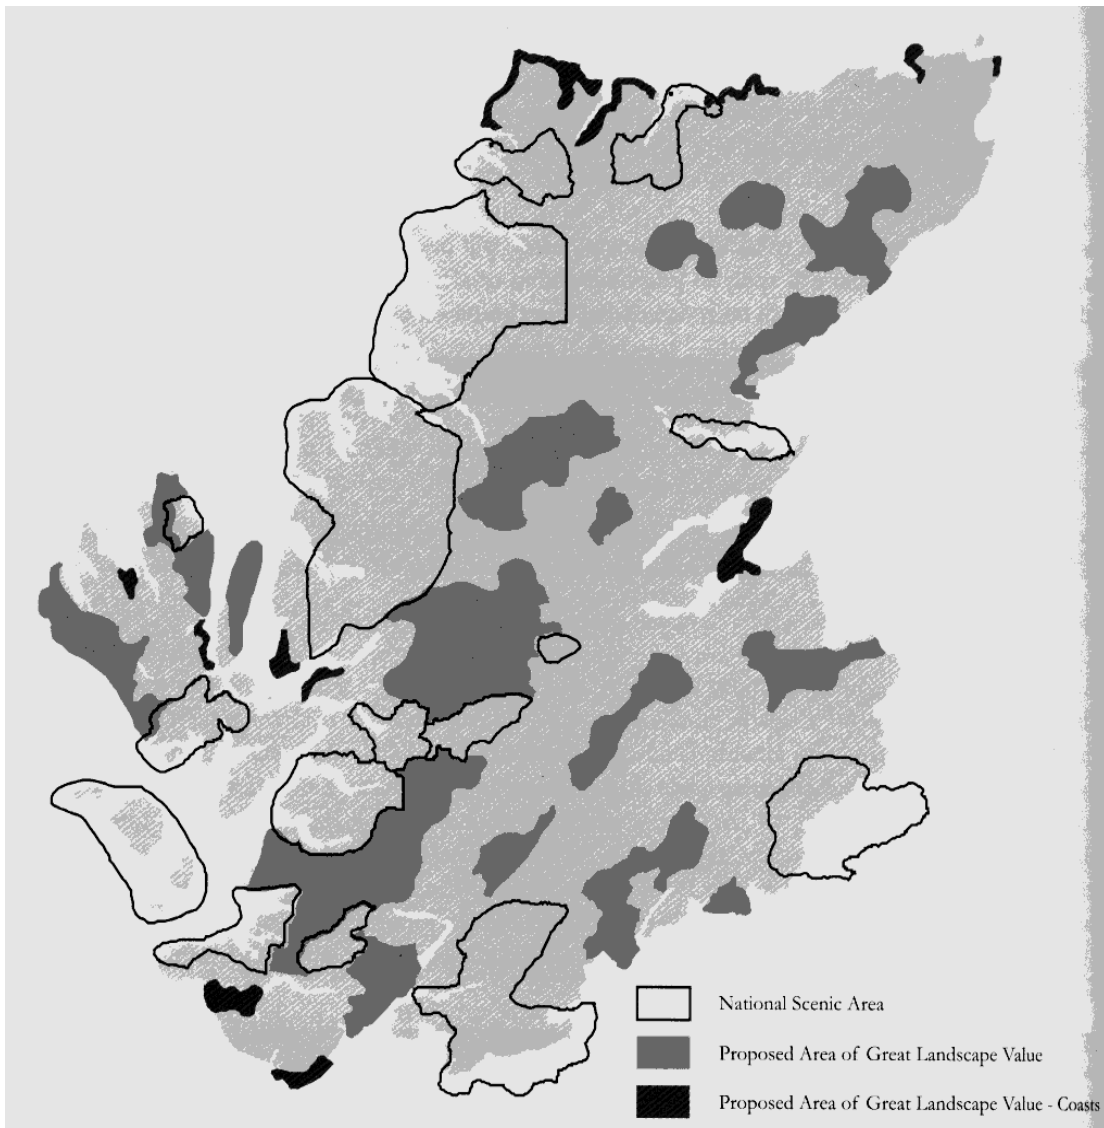 National Scenic Area
Proposed Area of Great Landscape Value
Proposed Area of Great Landscape Value - Coasts